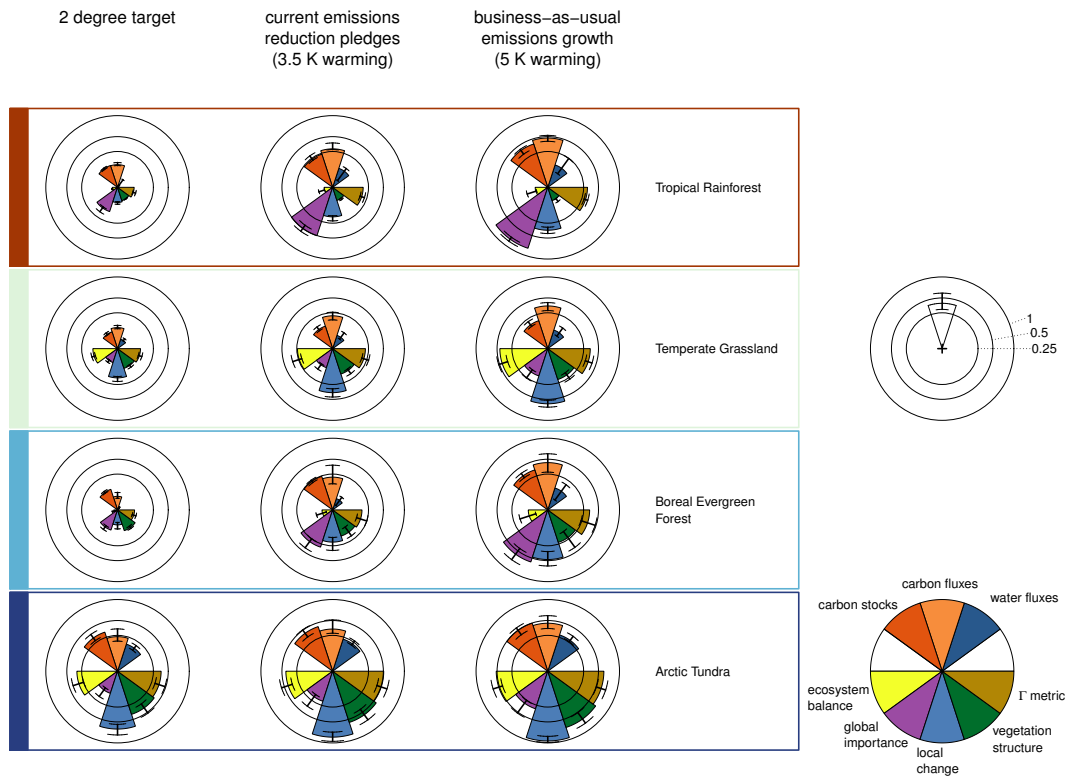 2 degree target
current emissions
reduction pledges
(3.5 K warming)
business−as−usual
emissions growth
(5 K warming)
Tropical Rainforest
Temperate Grassland
1
0.5
0.25
Boreal Evergreen
Forest
Arctic Tundra
carbon fluxes
carbon stocks
water fluxes
ecosystem
balance
Γ metric
global
importance
local
change
vegetation
structure